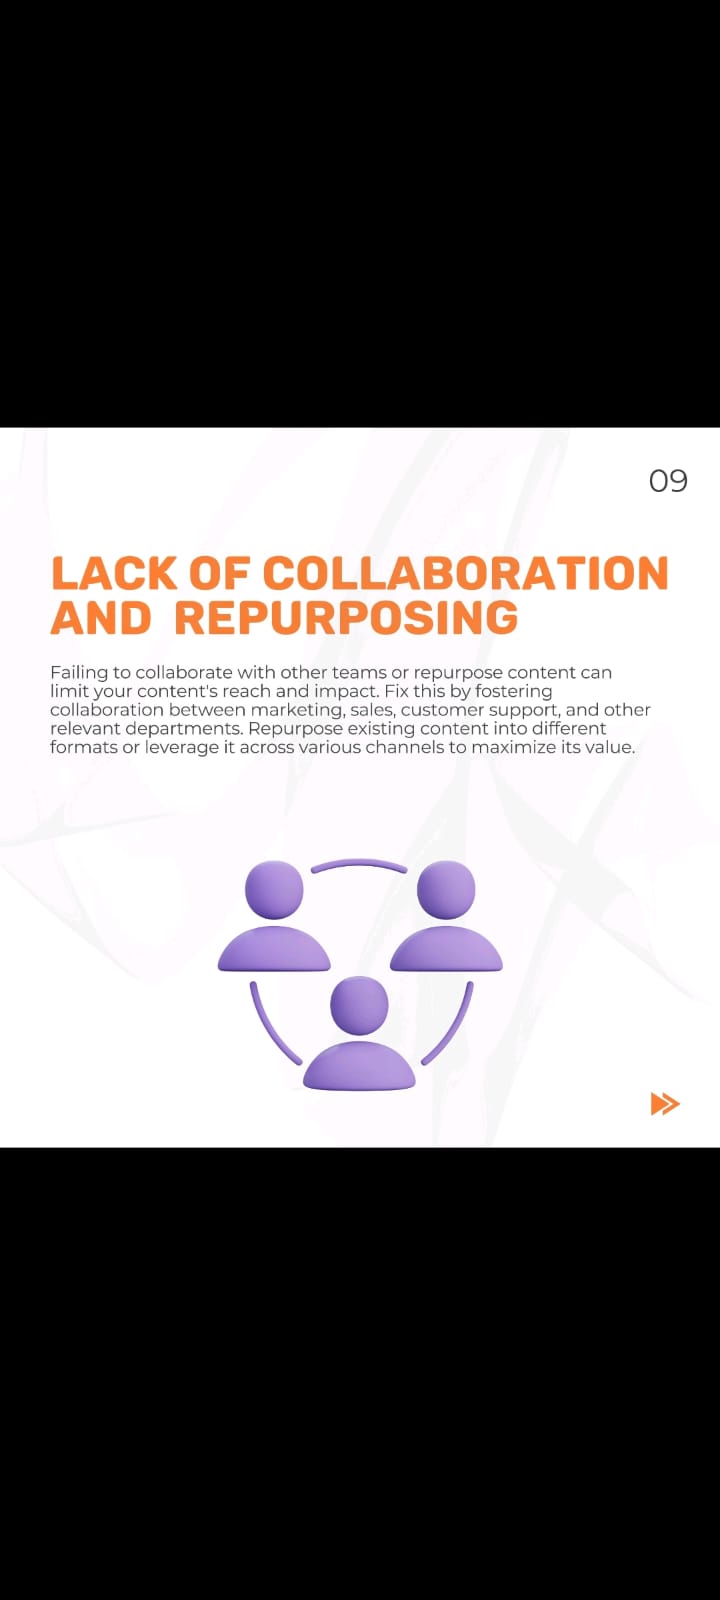 09
LACK OF COLLABORATION
AND REPURPOSING
Failing to collaborate with other teams or repurpose content can
limit your content's reach and impact. Fix this by fostering
collaboration between marketing, sales, customer support, and other
relevant departments. Repurpose existing content into different
formats or leverage it across various channels to maximize its value.